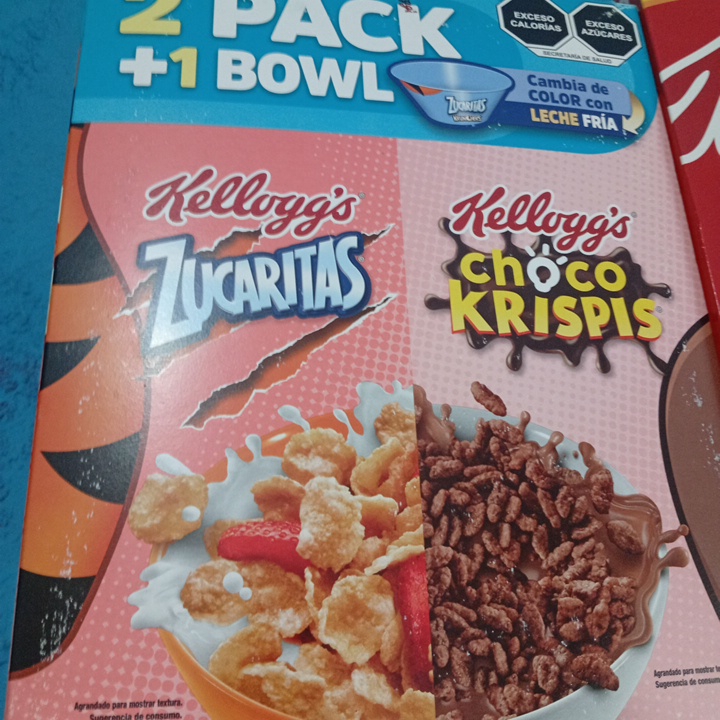 2 PACK
+1 BOWL
EXCESO
CALORÍAS
EXCESO
AZÚCARES
SECRETARÍA DE SALUD
ZUCARITAS
Cambia de
COLOR con
LECHE FRÍA
Kellogg's
ZUCARITAS
Kellogg's
choco
KRISPIS
Agrandado para mostrar textura.
Sugerencia de consumo.
Agrandado para mostrar
Sugerencia de